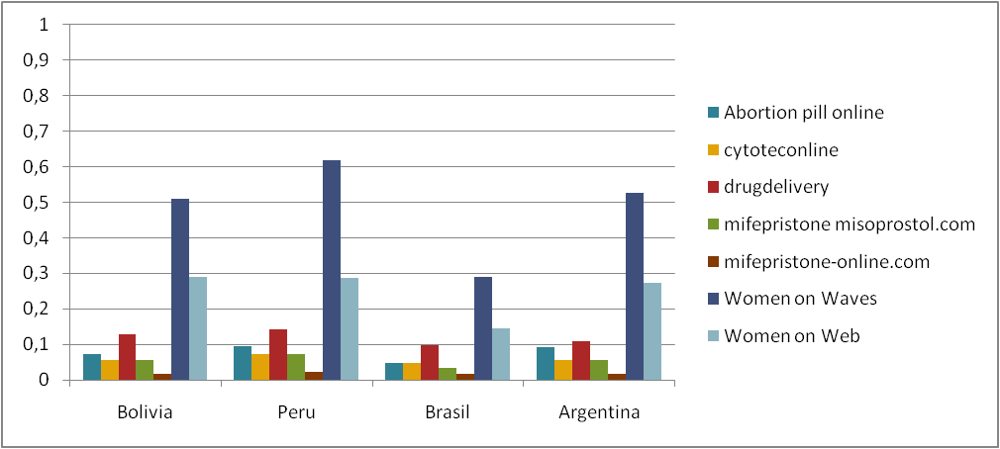 1
0,9
0,8
0,7
0,6
0,5
0,4
0,3
0,2
0,1
0
Bolivia
Peru
Brasil
Argentina
Abortion pill online
cytoteconline
drugdelivery
mifepristone misoprostol.com
mifepristone-online.com
Women on Waves
Women on Web